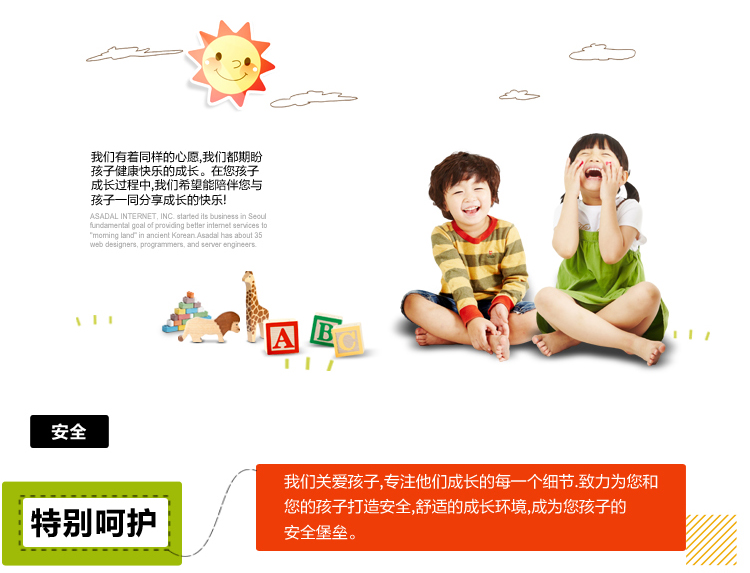 我们有着同样的心愿,我们都期盼
孩子健康快乐的成长。在您孩子
成长过程中,我们希望能陪伴您与
孩子一同分享成长的快乐!
ASADAL INTERNET, INC. started its business in Seoul
fundamental goal of providing better internet services to
"morning land" in ancient Korean.Asadal has about 35
web designers, programmers, and server engineers.
A
B
C
安全
我们关爱孩子,专注他们成长的每一个细节.致力为您和
您的孩子打造安全,舒适的成长环境,成为您孩子的
安全堡垒。
特别呵护